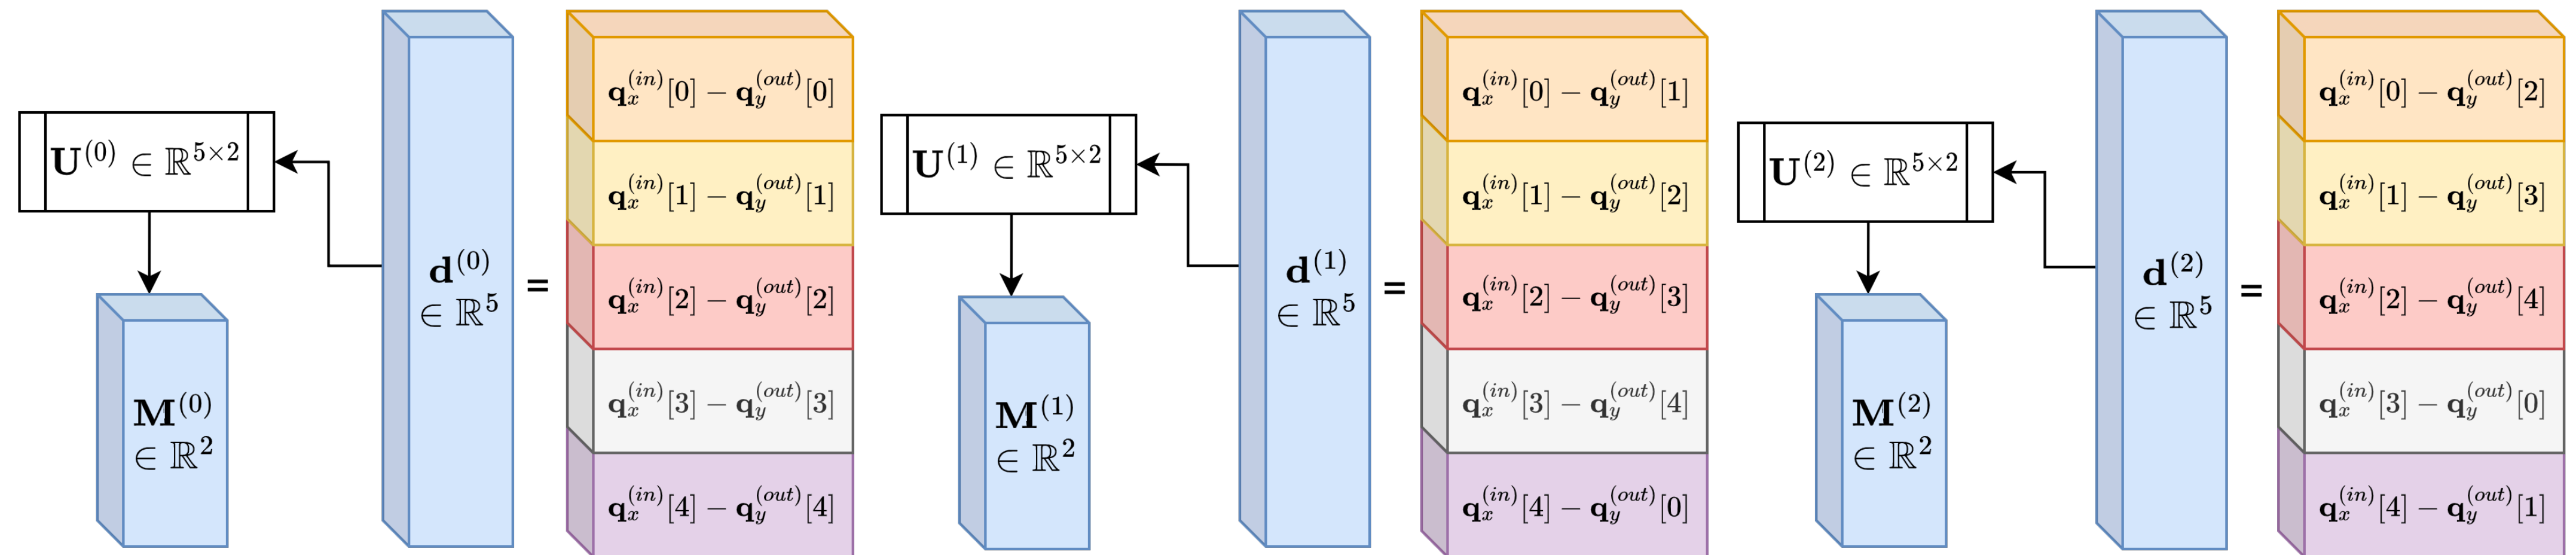 U^(0) ∈ ℝ^5×2
M^(0)
∈ ℝ^2
d^(0)
∈ ℝ^5
=
q_x^(in)[0] − q_y^(out)[0]
q_x^(in)[1] − q_y^(out)[1]
q_x^(in)[2] − q_y^(out)[2]
q_x^(in)[3] − q_y^(out)[3]
q_x^(in)[4] − q_y^(out)[4]
U^(1) ∈ ℝ^5×2
M^(1)
∈ ℝ^2
d^(1)
∈ ℝ^5
=
q_x^(in)[0] − q_y^(out)[1]
q_x^(in)[1] − q_y^(out)[2]
q_x^(in)[2] − q_y^(out)[3]
q_x^(in)[3] − q_y^(out)[4]
q_x^(in)[4] − q_y^(out)[0]
U^(2) ∈ ℝ^5×2
M^(2)
∈ ℝ^2
d^(2)
∈ ℝ^5
=
q_x^(in)[0] − q_y^(out)[2]
q_x^(in)[1] − q_y^(out)[3]
q_x^(in)[2] − q_y^(out)[4]
q_x^(in)[3] − q_y^(out)[0]
q_x^(in)[4] − q_y^(out)[1]